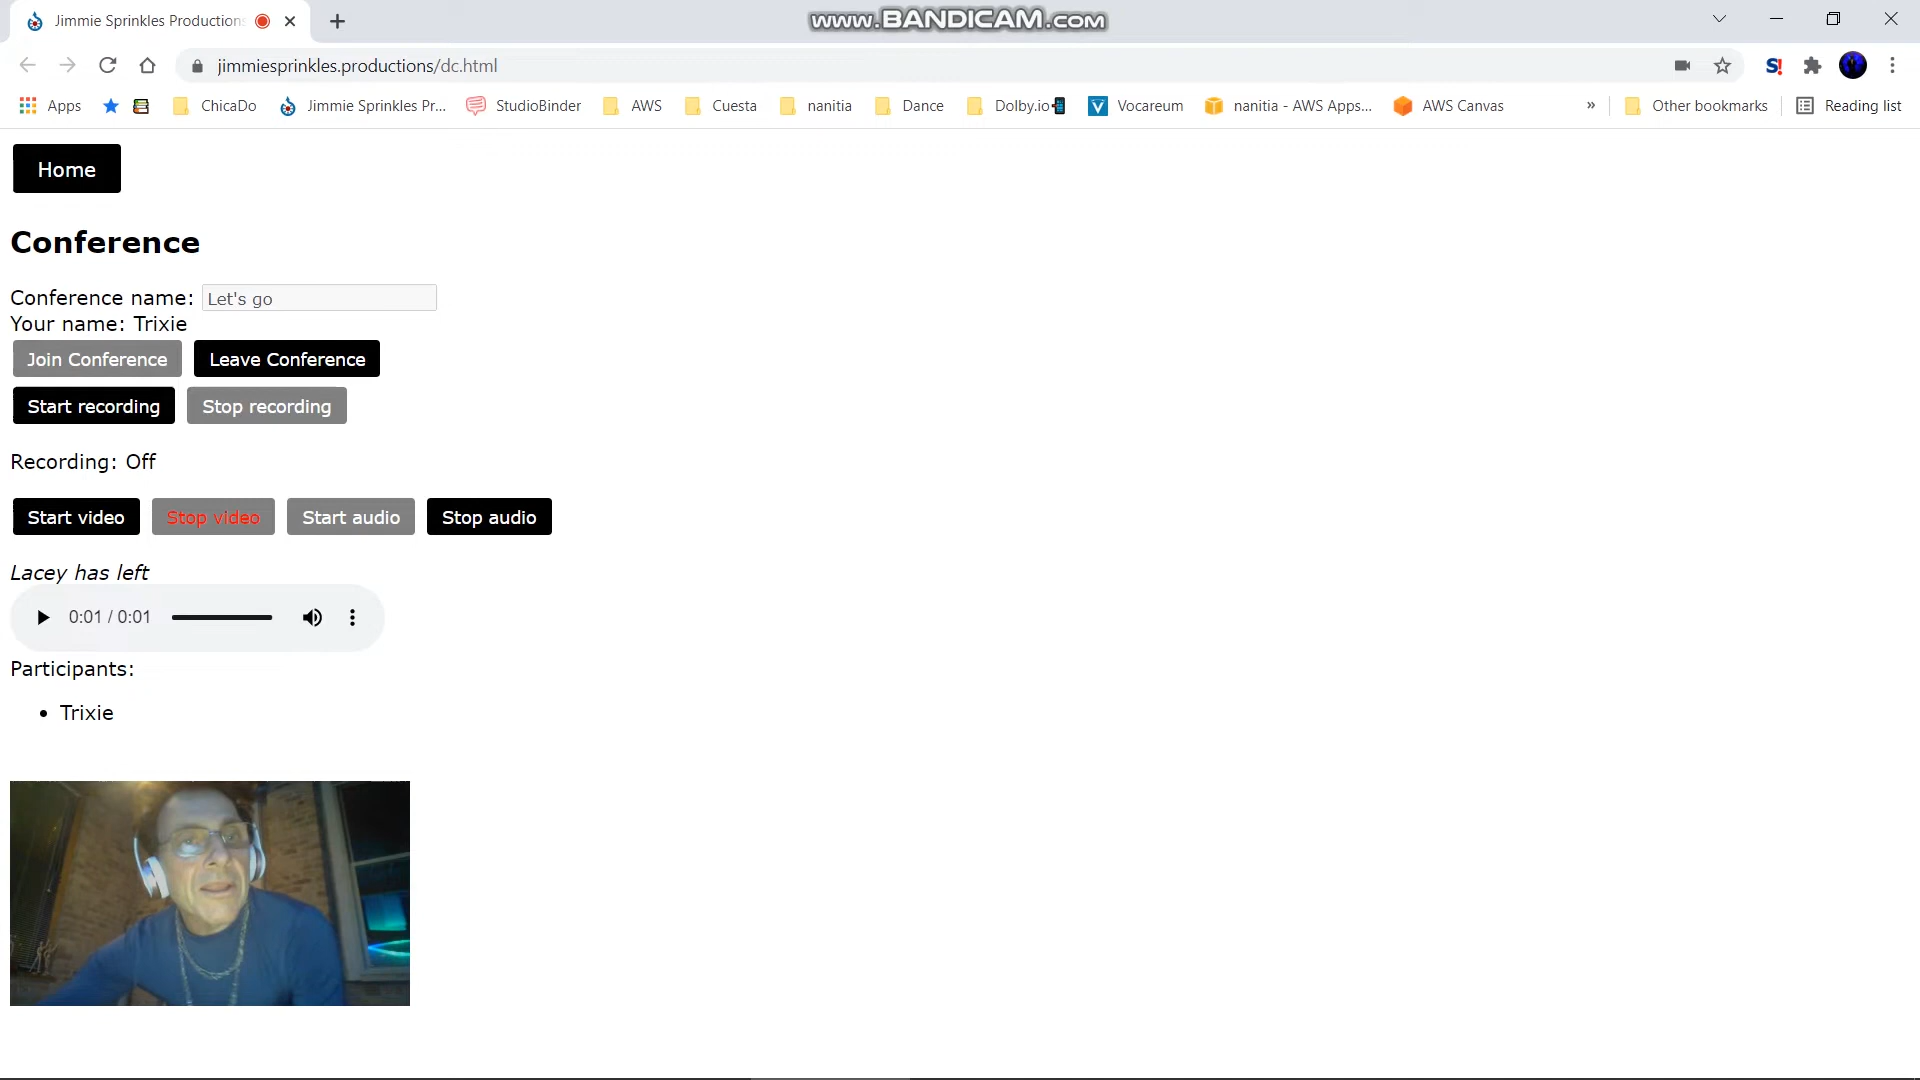 Jimmie Sprinkles Production
www.BANDICAM.com
jimmiesprinkles.productions/dc.html
S!
Apps
ChicaDo
Jimmie Sprinkles Pr...
StudioBinder
AWS
Cuesta
nanitia
Dance
Dolby.io
Vocareum
nanitia - AWS Apps...
AWS Canvas
»
Other bookmarks
Reading list
Home
Conference
Conference name: Let's go
Your name: Trixie
Join Conference Leave Conference
Start recording Stop recording
Recording: Off
Start video Stop video Start audio Stop audio
Lacey has left
0:01 / 0:01
Participants:
• Trixie